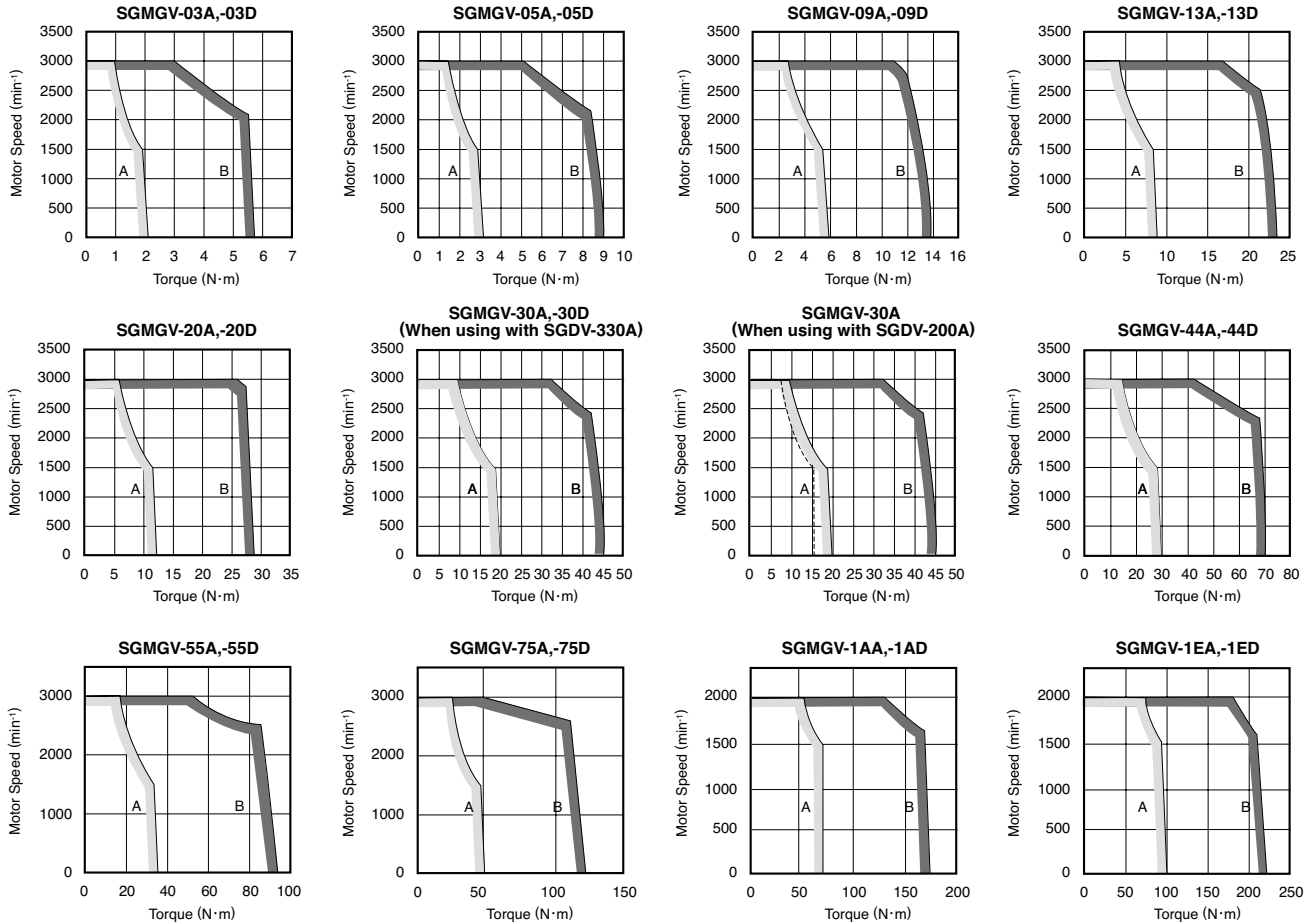 SGMGV-03A,-03D
3500
3000
2500
2000
1500
1000
500
0
Motor Speed (min⁻¹)
A
B
0 1 2 3 4 5 6 7
Torque (N·m)
SGMGV-05A,-05D
3500
3000
2500
2000
1500
1000
500
0
Motor Speed (min⁻¹)
A
B
0 1 2 3 4 5 6 7 8 9 10
Torque (N·m)
SGMGV-09A,-09D
3500
3000
2500
2000
1500
1000
500
0
Motor Speed (min⁻¹)
A
B
0 2 4 6 8 10 12 14 16
Torque (N·m)
SGMGV-13A,-13D
3500
3000
2500
2000
1500
1000
500
0
Motor Speed (min⁻¹)
A
B
0 5 10 15 20 25
Torque (N·m)
SGMGV-20A,-20D
3500
3000
2500
2000
1500
1000
500
0
Motor Speed (min⁻¹)
A
B
0 5 10 15 20 25 30 35
Torque (N·m)
SGMGV-30A,-30D
(When using with SGDV-330A)
3500
3000
2500
2000
1500
1000
500
0
Motor Speed (min⁻¹)
A
B
0 5 10 15 20 25 30 35 40 45 50
Torque (N·m)
SGMGV-30A
(When using with SGDV-200A)
3500
3000
2500
2000
1500
1000
500
0
Motor Speed (min⁻¹)
A
B
0 5 10 15 20 25 30 35 40 45 50
Torque (N·m)
SGMGV-44A,-44D
3500
3000
2500
2000
1500
1000
500
0
Motor Speed (min⁻¹)
A
B
0 10 20 30 40 50 60 70 80
Torque (N·m)
SGMGV-55A,-55D
3000
2000
1000
0
Motor Speed (min⁻¹)
A
B
0 20 40 60 80 100
Torque (N·m)
SGMGV-75A,-75D
3000
2000
1000
0
Motor Speed (min⁻¹)
A
B
0 50 100 150
Torque (N·m)
SGMGV-1AA,-1AD
2000
1500
1000
500
0
Motor Speed (min⁻¹)
A
B
0 50 100 150 200
Torque (N·m)
SGMGV-1EA,-1ED
2000
1500
1000
500
0
Motor Speed (min⁻¹)
A
B
0 50 100 150 200 250
Torque (N·m)